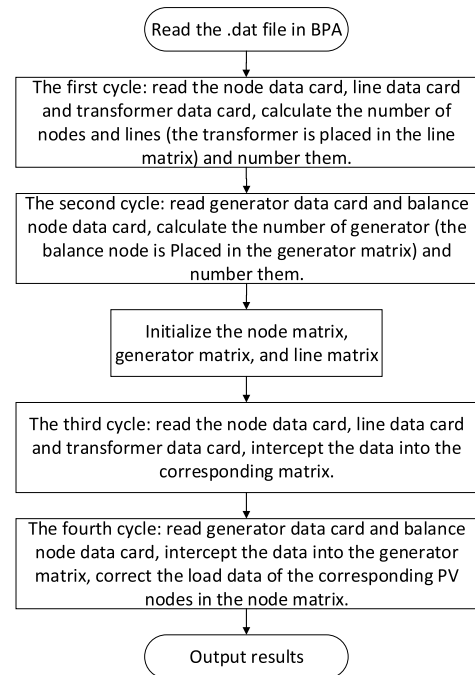 Read the .dat file in BPA
The first cycle: read the node data card, line data card
and transformer data card, calculate the number of
nodes and lines (the transformer is placed in the line
matrix) and number them.
The second cycle: read generator data card and balance
node data card, calculate the number of generator (the
balance node is Placed in the generator matrix) and
number them.
Initialize the node matrix,
generator matrix, and line matrix
The third cycle: read the node data card, line data card
and transformer data card, intercept the data into the
corresponding matrix.
The fourth cycle: read generator data card and balance
node data card, intercept the data into the generator
matrix, correct the load data of the corresponding PV
nodes in the node matrix.
Output results